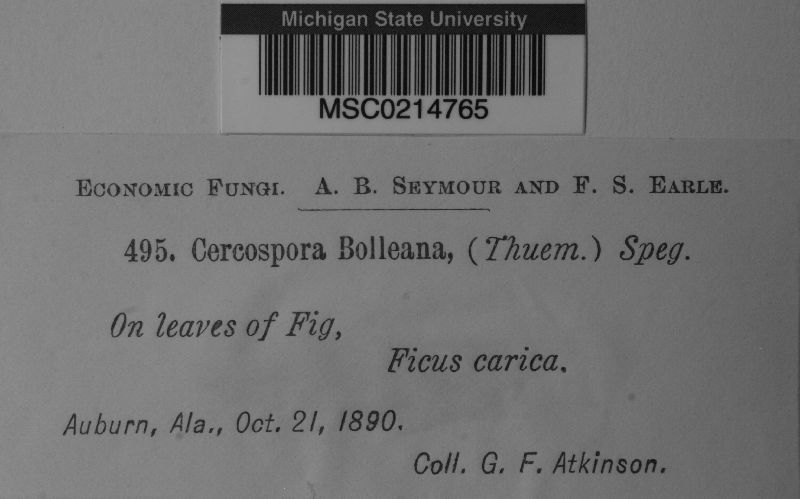 Michigan State University
MSC0214765
Economic Fungi. A. B. Seymour and F. S. Earle.
495. Cercospora Bolleana, (Thuem.) Speg.
On leaves of Fig,
Ficus carica.
Auburn, Ala., Oct. 21, 1890.
Coll. G. F. Atkinson.